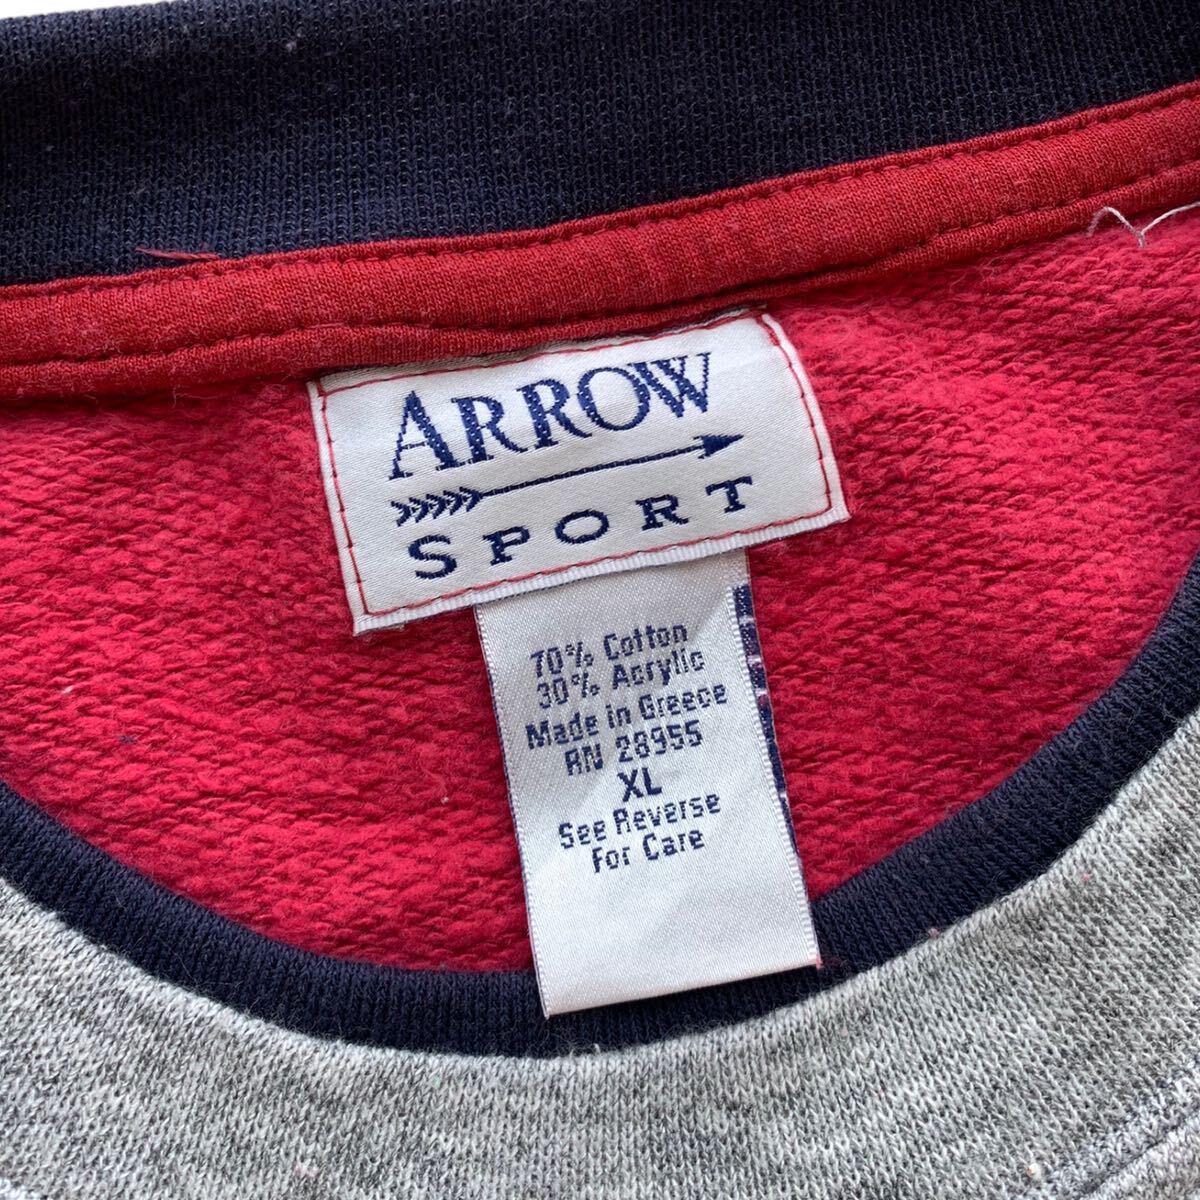 ARROW
SPORT
70% Cotton
30% Acrylic
Made in Greece
RN 28955
XL
See Reverse
For Care